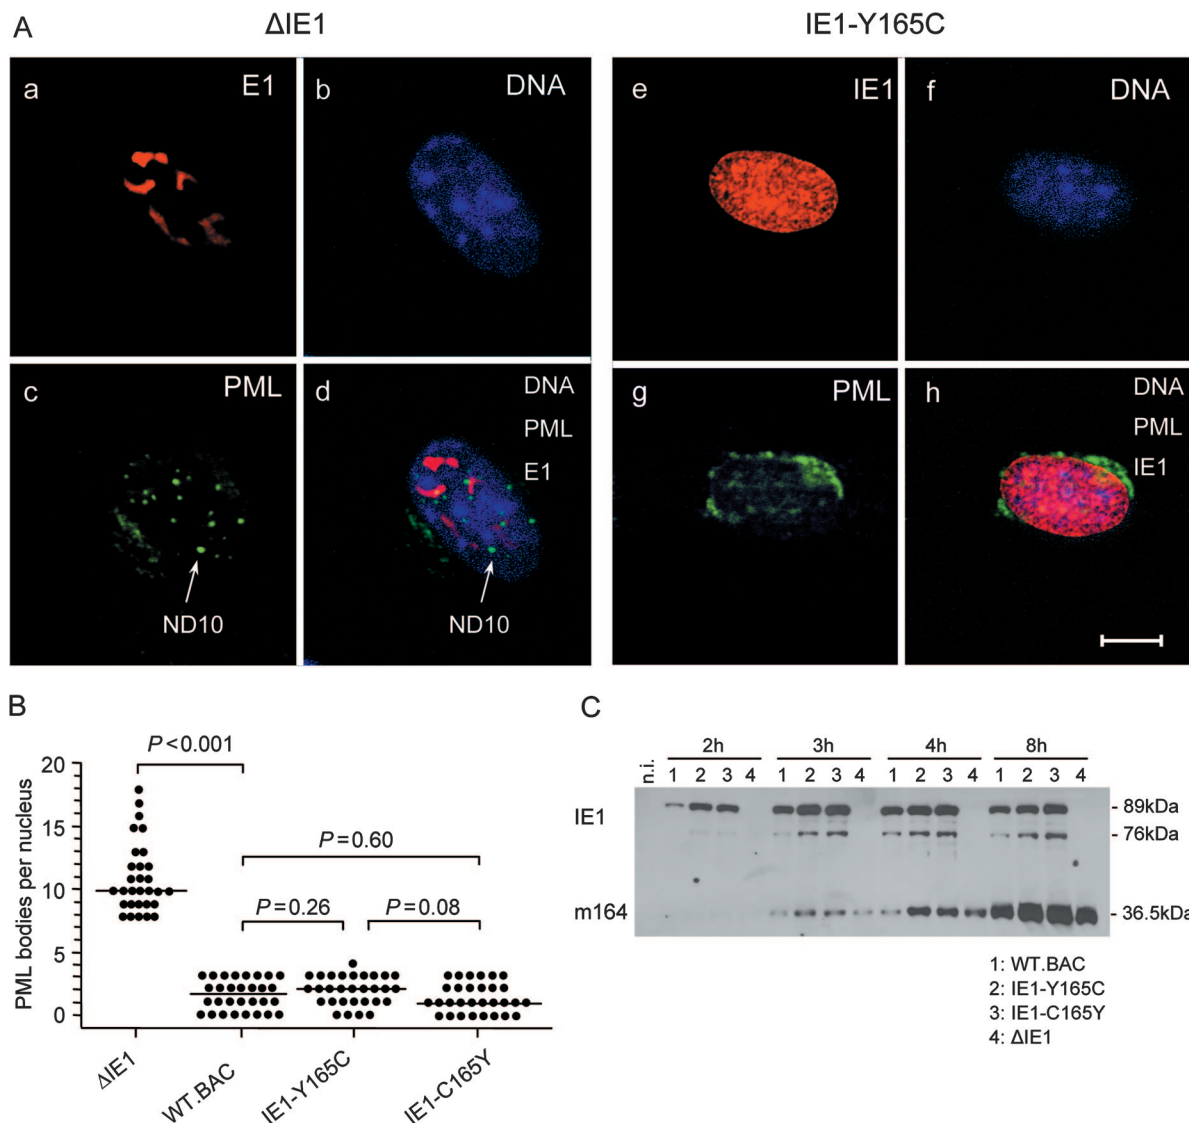 A
ΔIE1
IE1-Y165C
a
E1
b
DNA
e
IE1
f
DNA
c
PML
ND10
d
DNA
PML
E1
ND10
g
PML
h
DNA
PML
IE1
B
PML bodies per nucleus
20
15
10
5
0
P<0.001
P=0.60
P=0.26
P=0.08
ΔIE1
WT.BAC
IE1-Y165C
IE1-C165Y
C
2h 3h 4h 8h
n.i. 1 2 3 4 1 2 3 4 1 2 3 4 1 2 3 4
IE1
- 89kDa
- 76kDa
m164
- 36.5kDa
1: WT.BAC
2: IE1-Y165C
3: IE1-C165Y
4: ΔIE1